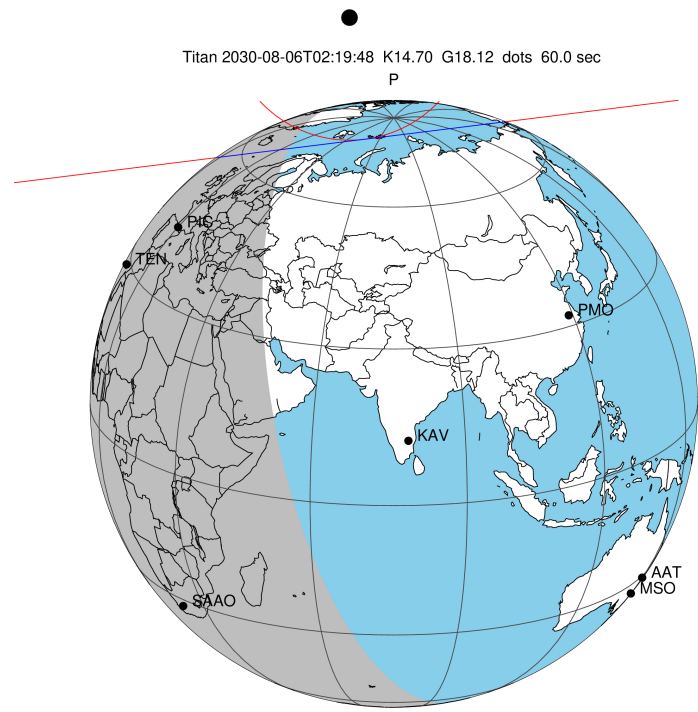 Titan 2030-08-06T02:19:48 K14.70 G18.12 dots 60.0 sec
P
PIC
TEN
PMO
KAV
AAT
MSO
SAAO